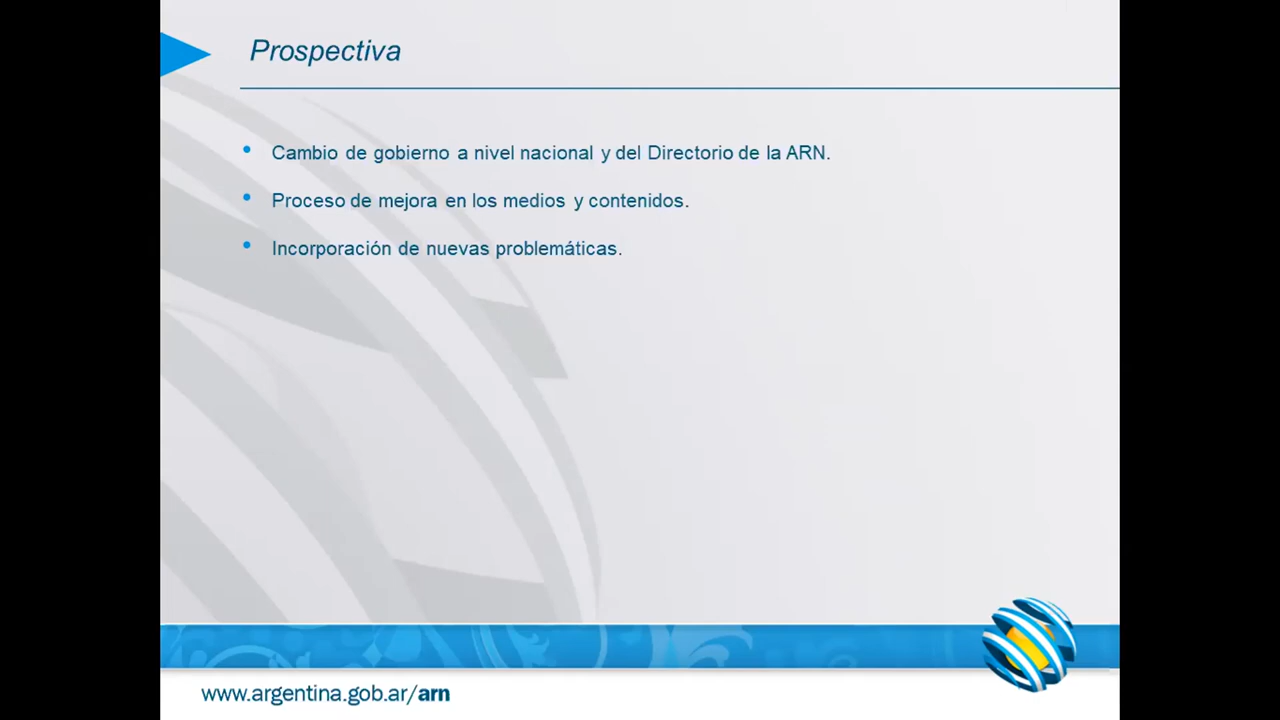 Prospectiva
Cambio de gobierno a nivel nacional y del Directorio de la ARN.
Proceso de mejora en los medios y contenidos.
Incorporación de nuevas problemáticas.
www.argentina.gob.ar/arn